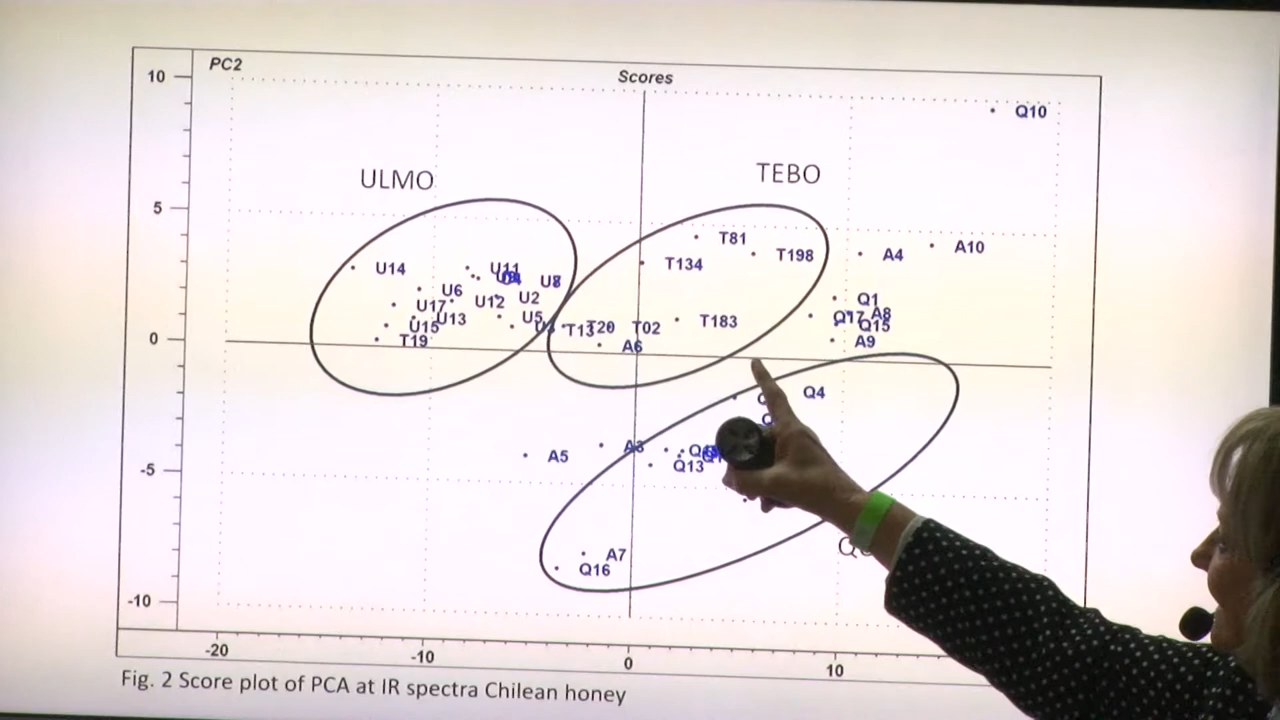 PC2
Scores
10
Q10
ULMO
TEBO
5
T81
A10
U14
U11
T134
T198
A4
U6
U8
U17
U12
U2
Q1
U15
U13
U5
T13
T20
T02
T183
Q17
A8
Q15
0
T19
A6
A9
Q4
A5
A3
Q13
-5
A7
Q16
-10
-20
-10
0
10
Fig. 2 Score plot of PCA at IR spectra Chilean honey